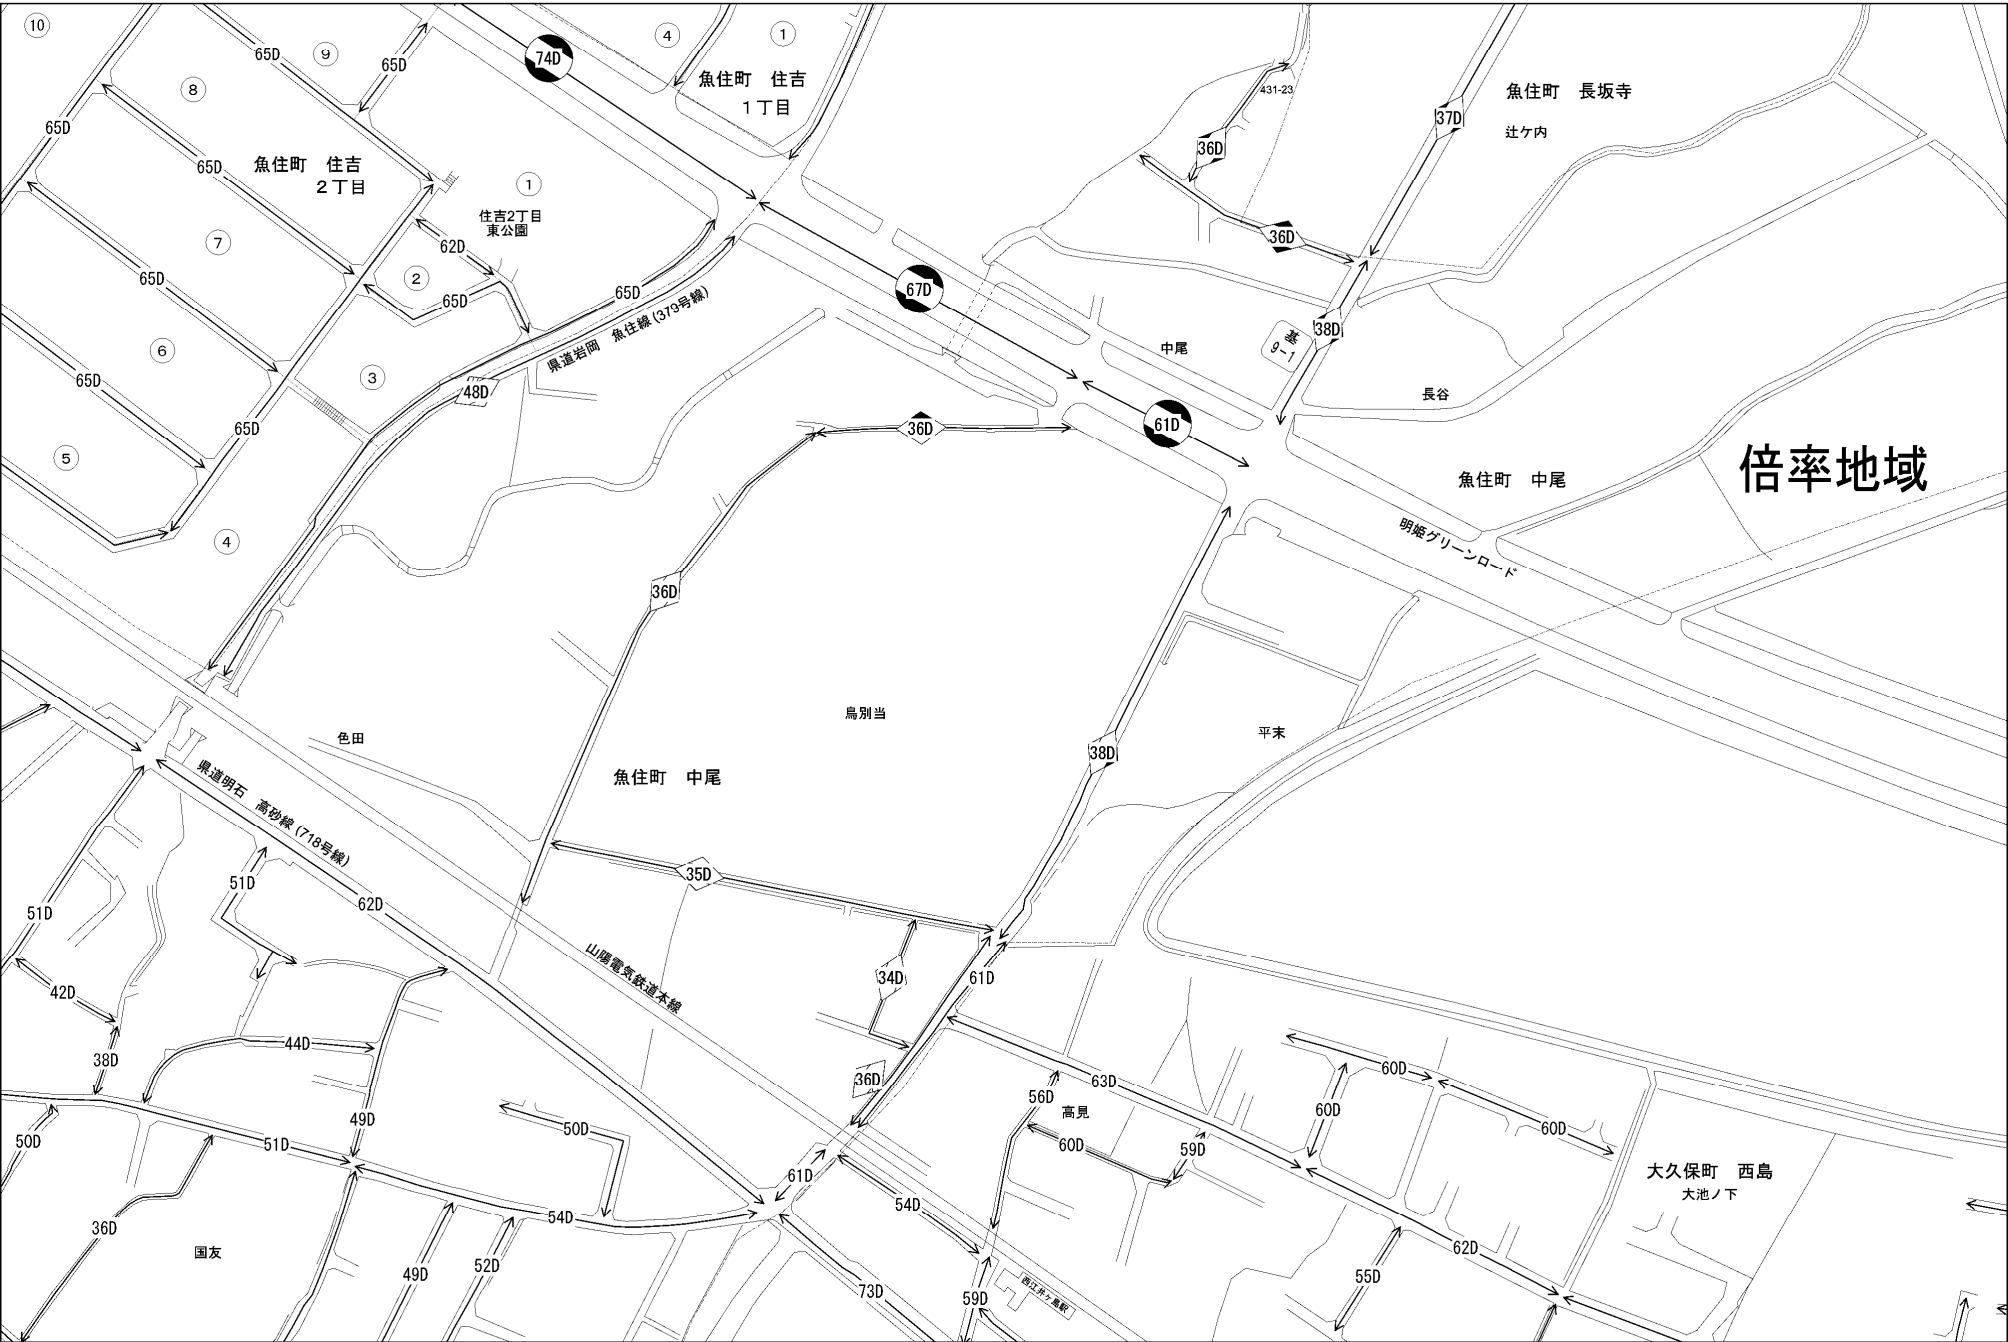 ⑩
65D
⑨
65D
74D
④
①
魚住町 住吉
1丁目
431-23
37D
魚住町 長坂寺
辻ケ内
⑧
65D
65D
魚住町 住吉
2丁目
①
住吉2丁目
東公園
36D
36D
⑦
62D
65D
②
65D
65D
県道岩岡 魚住線(379号線)
67D
38D
基
9-1
中尾
⑥
65D
③
48D
長谷
65D
36D
61D
⑤
魚住町 中尾
倍率地域
④
明姫グリーンロード
36D
烏別当
平末
色田
38D
魚住町 中尾
県道明石 高砂線(718号線)
35D
51D
51D
62D
山陽電気鉄道本線
34D
61D
42D
44D
38D
36D
63D
60D
56D
高見
60D
60D
49D
50D
51D
50D
60D
59D
61D
大久保町 西島
大池ノ下
54D
36D
54D
国友
62D
49D
52D
73D
59D
西江井ケ島駅
55D